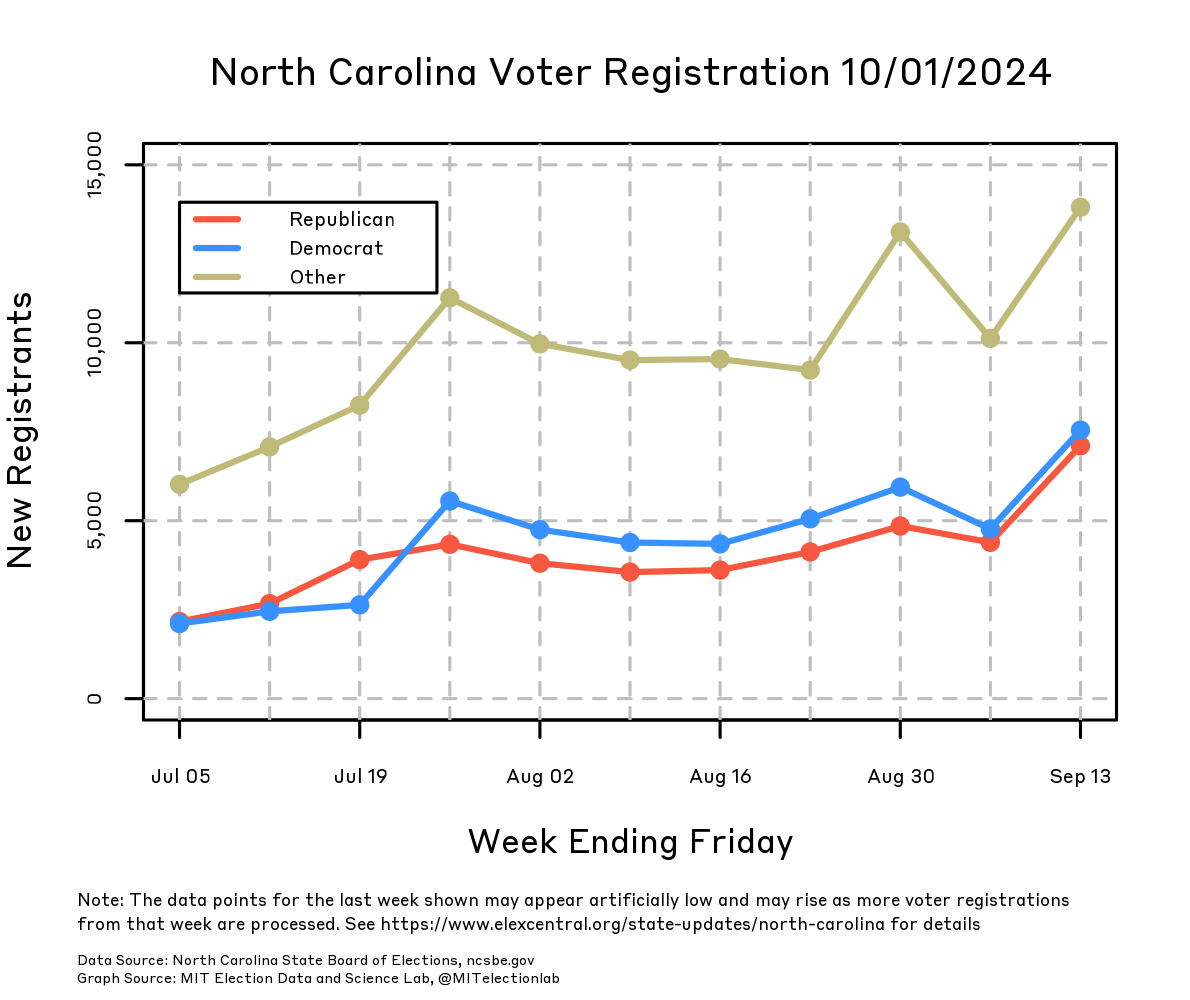 North Carolina Voter Registration 10/01/2024
15,000
10,000
5,000
0
New Registrants
Republican
Democrat
Other
Jul 05
Jul 19
Aug 02
Aug 16
Aug 30
Sep 13
Week Ending Friday
Note: The data points for the last week shown may appear artificially low and may rise as more voter registrations
from that week are processed. See https://www.elexcentral.org/state-updates/north-carolina for details
Data Source: North Carolina State Board of Elections, ncsbe.gov
Graph Source: MIT Election Data and Science Lab, @MITelectionlab